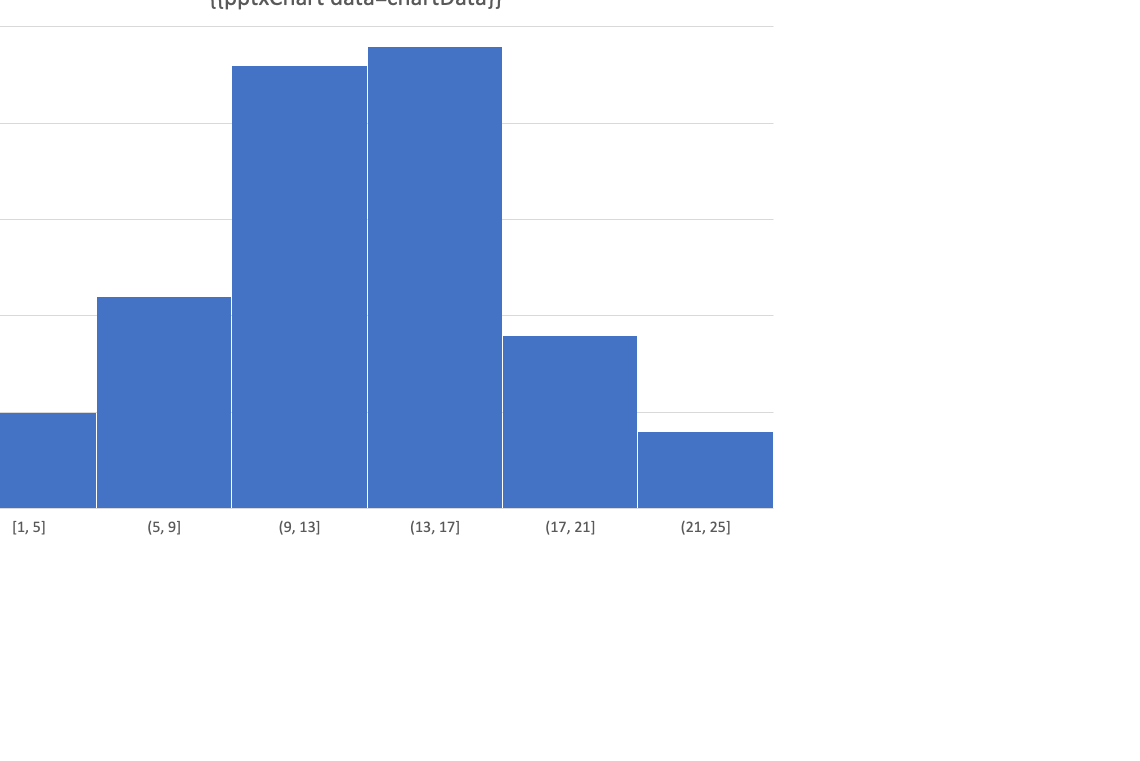 {{pptxChart data=chartData}}
[1, 5] (5, 9] (9, 13] (13, 17] (17, 21] (21, 25]